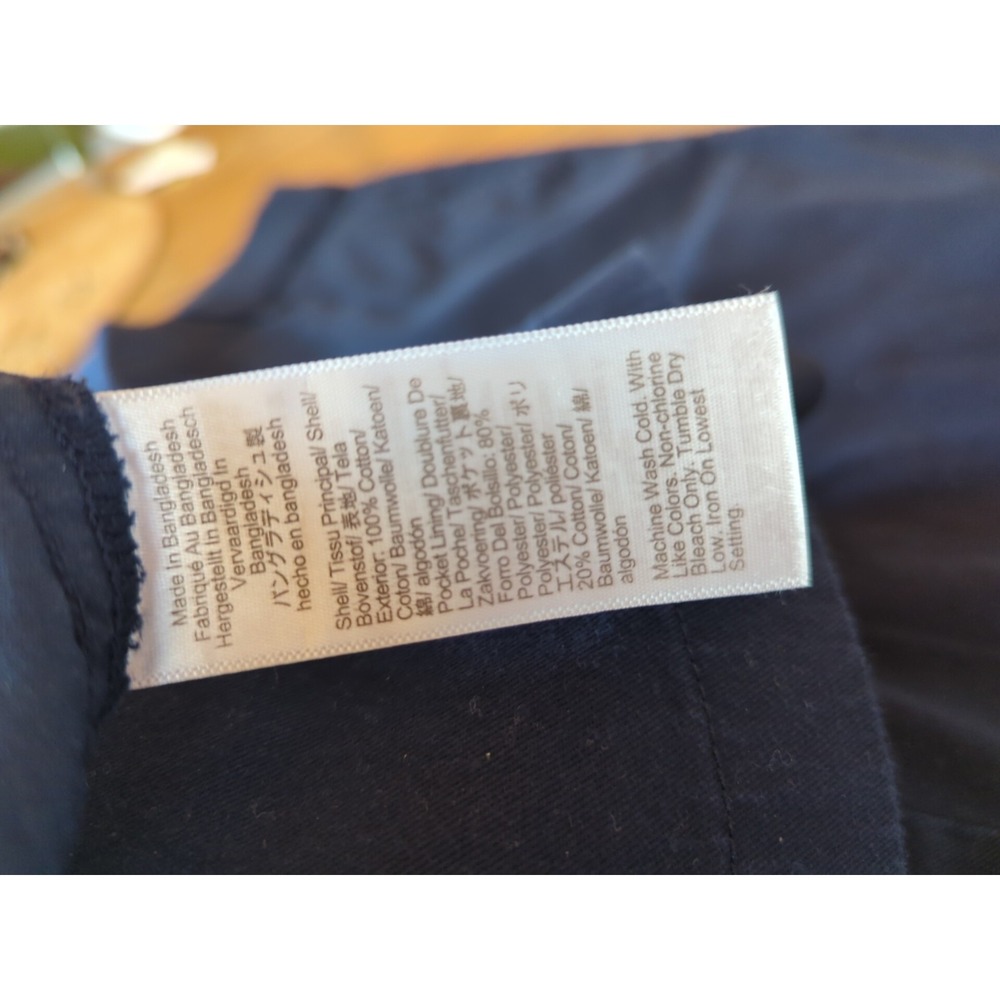 Made In Bangladesh
Fabriqué Au Bangladesh
Hergestellt In Bangladesch
Vervaardigd In
Bangladesh
バングラディシュ製
hecho en bangladesh
Shell/ Tissu Principal/ Shell/
Bovenstof/ 表地/ Tela
Exterior: 100% Cotton/
Coton/ Baumwolle/ Katoen/
綿/ algodón
Pocket Lining/ Doublure De
La Poche/ Taschenfutter/
Zakvoering/ ポケット裏地/
Forro Del Bolsillo: 80%
Polyester/ Polyester/
Polyester/ Polyester/ ポリ
エステル/ poliéster
20% Cotton/ Coton/
Baumwolle/ Katoen/ 綿/
algodón
Machine Wash Cold. With
Like Colors. Non-chlorine
Bleach Only. Tumble Dry
Low. Iron On Lowest
Setting.